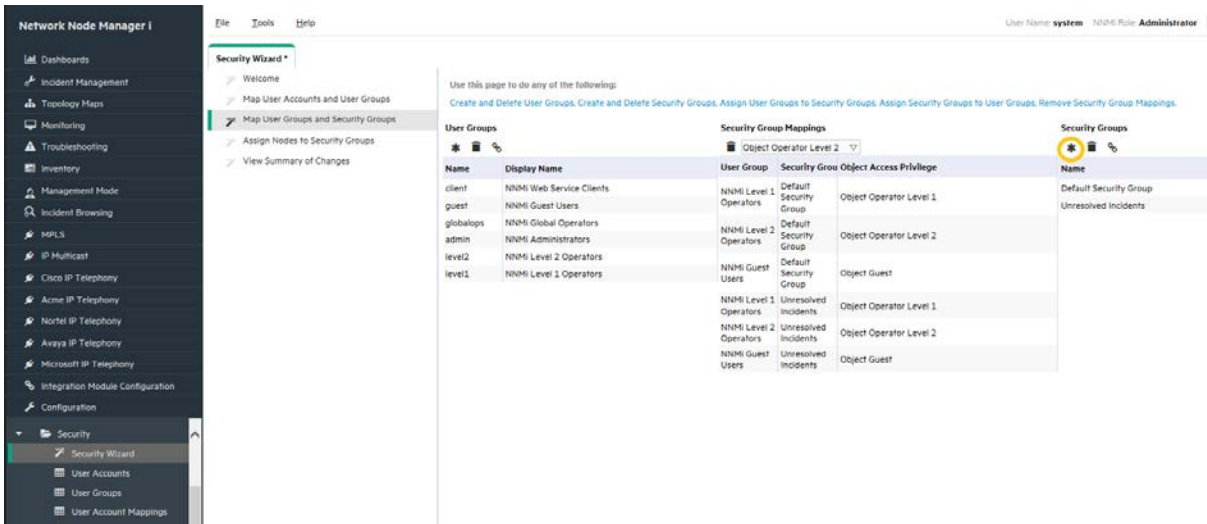 Network Node Manager i
File Tools Help
User Name: system NNMi Role: Administrator
Dashboards
Incident Management
Topology Maps
Monitoring
Troubleshooting
Inventory
Management Mode
Incident Browsing
MPLS
IP Multicast
Cisco IP Telephony
Acme IP Telephony
Nortel IP Telephony
Avaya IP Telephony
Microsoft IP Telephony
Integration Module Configuration
Configuration
Security
Security Wizard
User Accounts
User Groups
User Account Mappings
Security Wizard *
Welcome
Map User Accounts and User Groups
Map User Groups and Security Groups
Assign Nodes to Security Groups
View Summary of Changes
Use this page to do any of the following:
Create and Delete User Groups, Create and Delete Security Groups, Assign User Groups to Security Groups, Assign Security Groups to User Groups, Remove Security Group Mappings.
User Groups
Name Display Name
client NNMi Web Service Clients
guest NNMi Guest Users
globalops NNMi Global Operators
admin NNMi Administrators
level2 NNMi Level 2 Operators
level1 NNMi Level 1 Operators
Security Group Mappings
Object Operator Level 2
User Group Security Grou Object Access Privilege
NNMi Level 1 Operators Default Security Group Object Operator Level 1
NNMi Level 2 Operators Default Security Group Object Operator Level 2
NNMi Guest Users Default Security Group Object Guest
NNMi Level 1 Operators Unresolved Incidents Object Operator Level 1
NNMi Level 2 Operators Unresolved Incidents Object Operator Level 2
NNMi Guest Users Unresolved Incidents Object Guest
Security Groups
Name
Default Security Group
Unresolved Incidents